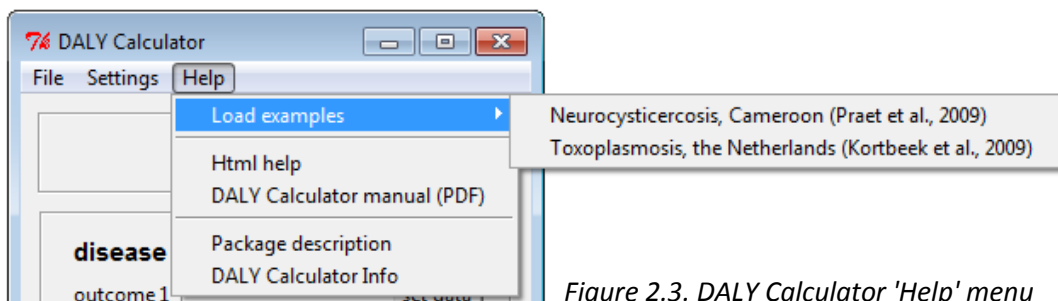 DALY Calculator
File Settings Help
Load examples
Neurocysticercosis, Cameroon (Praet et al., 2009)
Toxoplasmosis, the Netherlands (Kortbeek et al., 2009)
Html help
DALY Calculator manual (PDF)
disease
Package description
DALY Calculator Info
outcome 1
Figure 2.3. DALY Calculator 'Help' menu